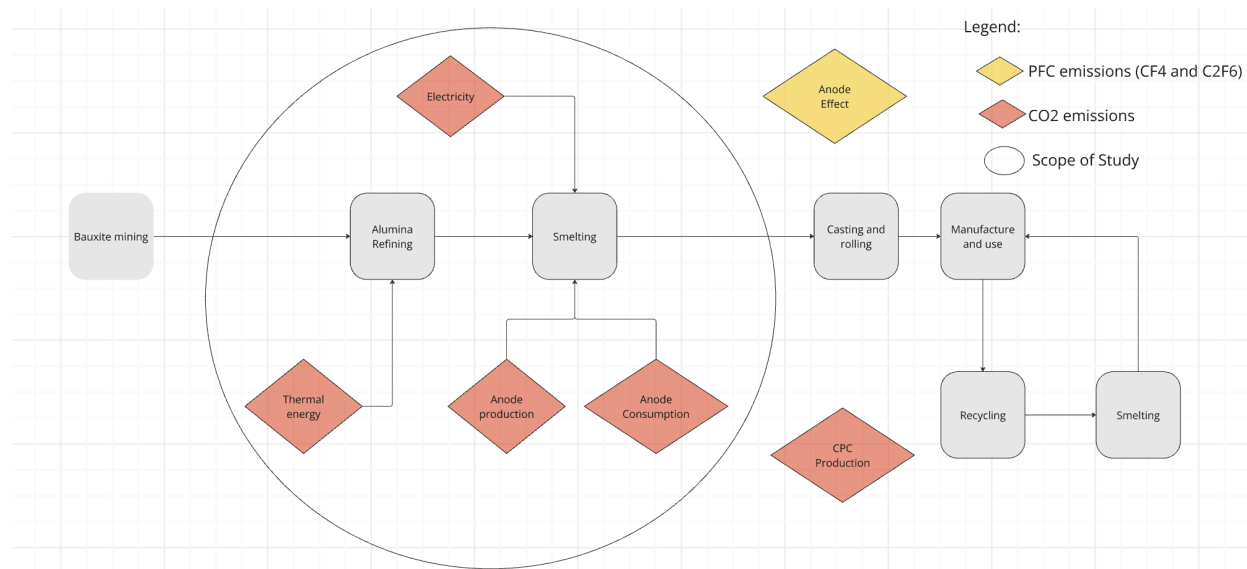 Legend:
PFC emissions (CF4 and C2F6)
CO2 emissions
Scope of Study
Electricity
Anode
Effect
Bauxite mining
Alumina
Refining
Smelting
Casting and
rolling
Manufacture
and use
Thermal
energy
Anode
production
Anode
Consumption
CPC
Production
Recycling
Smelting